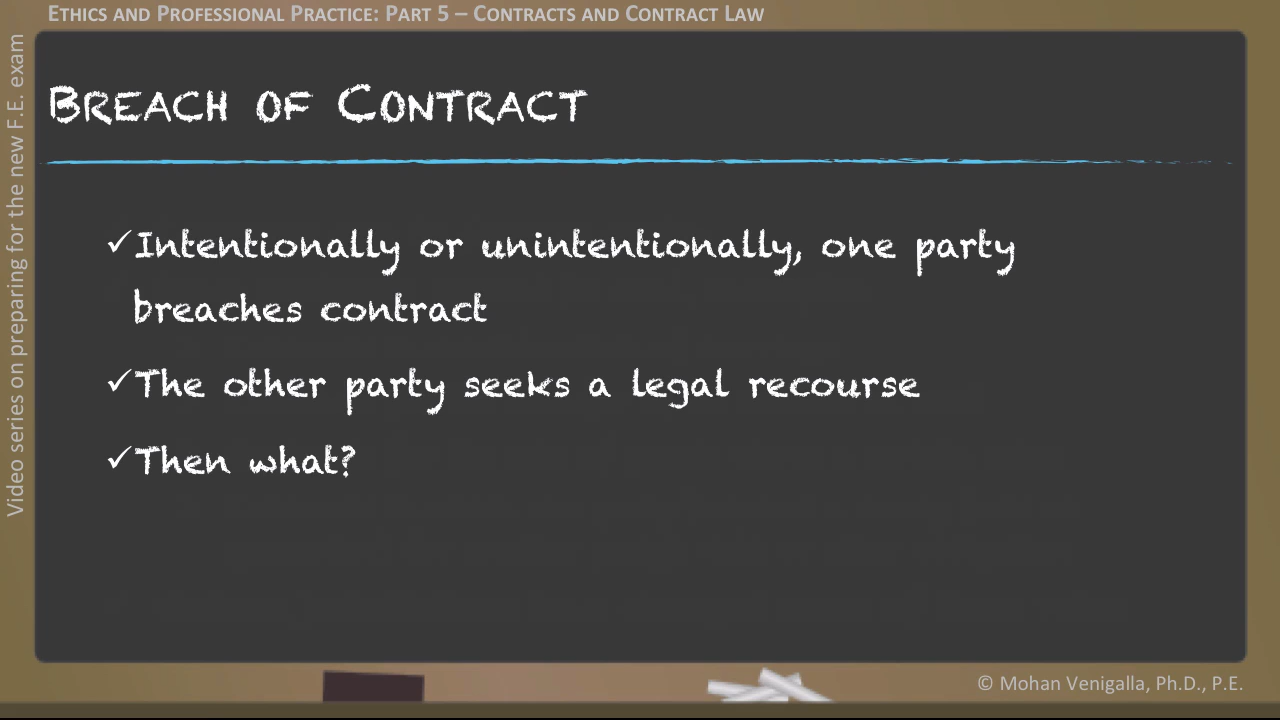 Ethics and Professional Practice: Part 5 – Contracts and Contract Law
Video series on preparing for the new F.E. exam
Breach of Contract
✓Intentionally or unintentionally, one party
breaches contract
✓The other party seeks a legal recourse
✓Then what?
© Mohan Venigalla, Ph.D., P.E.